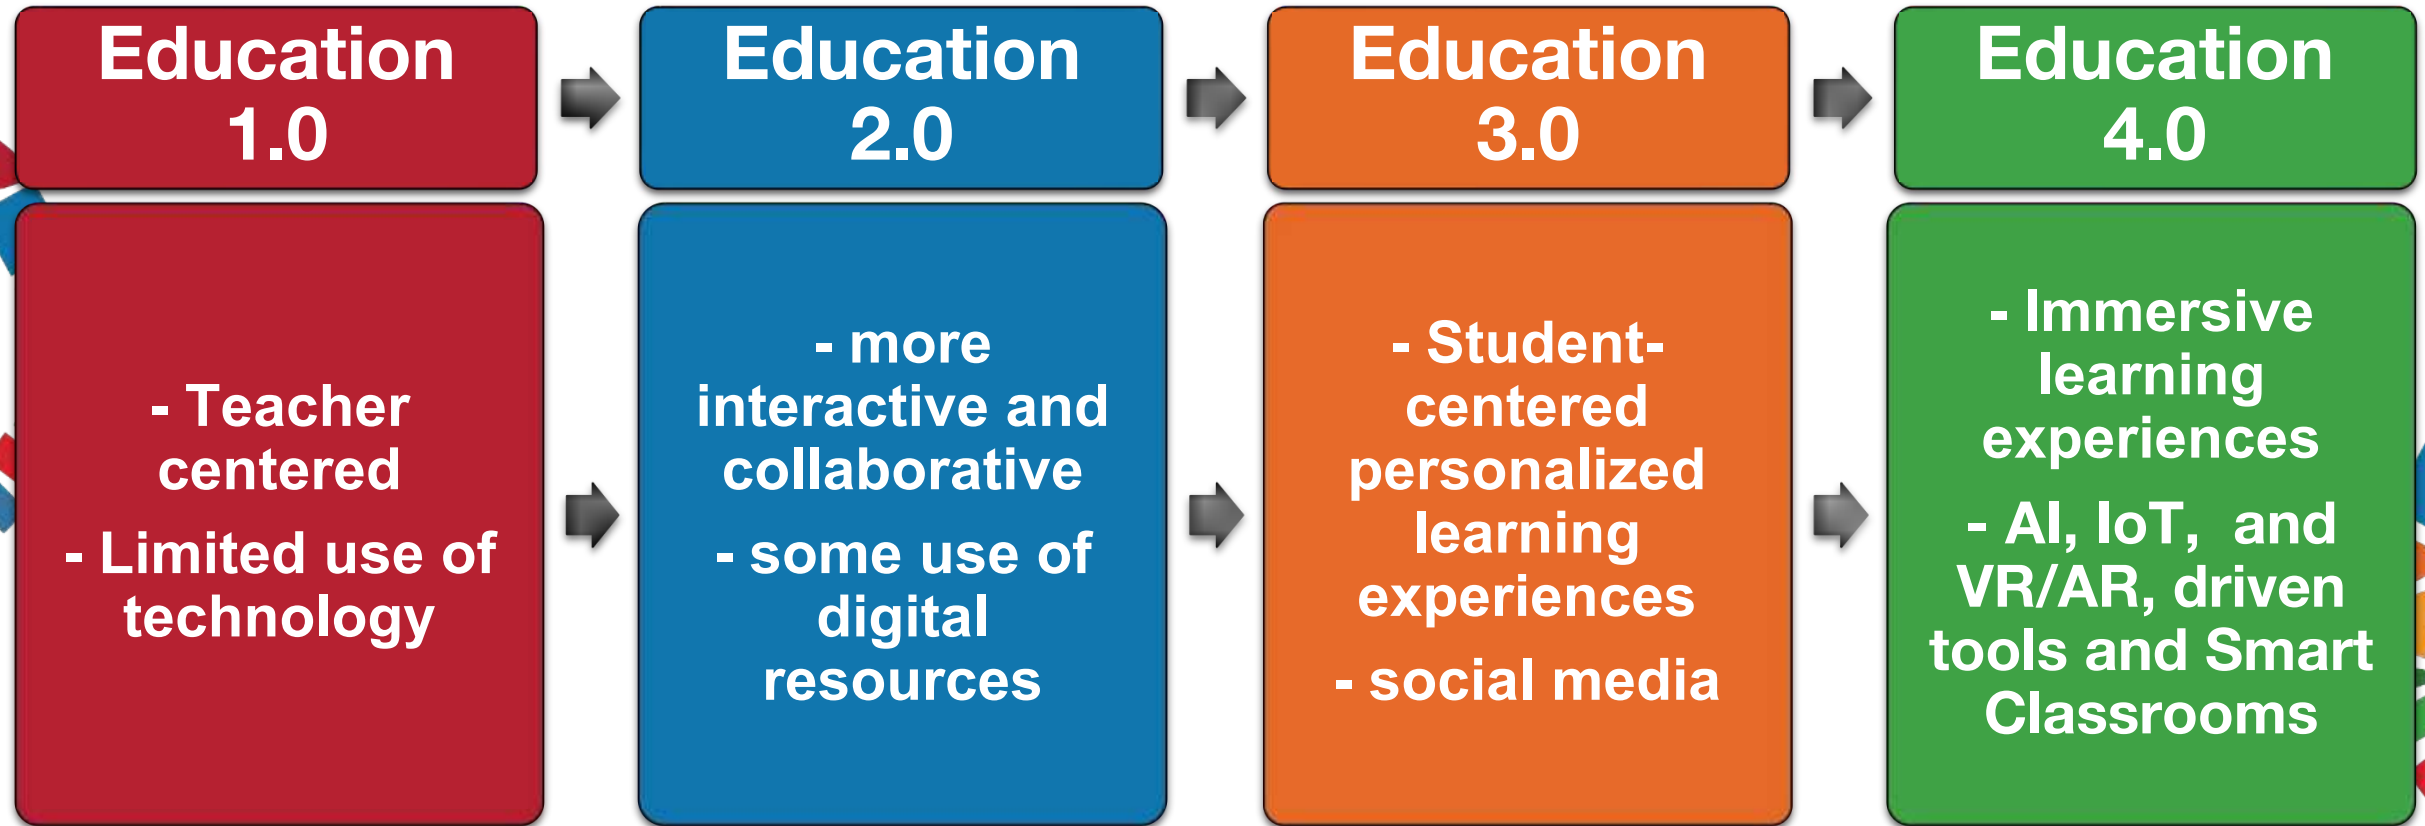 Education
1.0
Education
2.0
Education
3.0
Education
4.0
- Teacher
centered
- Limited use of
technology
- more
interactive and
collaborative
- some use of
digital
resources
- Student-
centered
personalized
learning
experiences
- social media
- Immersive
learning
experiences
- AI, IoT,  and
VR/AR, driven
tools and Smart
Classrooms